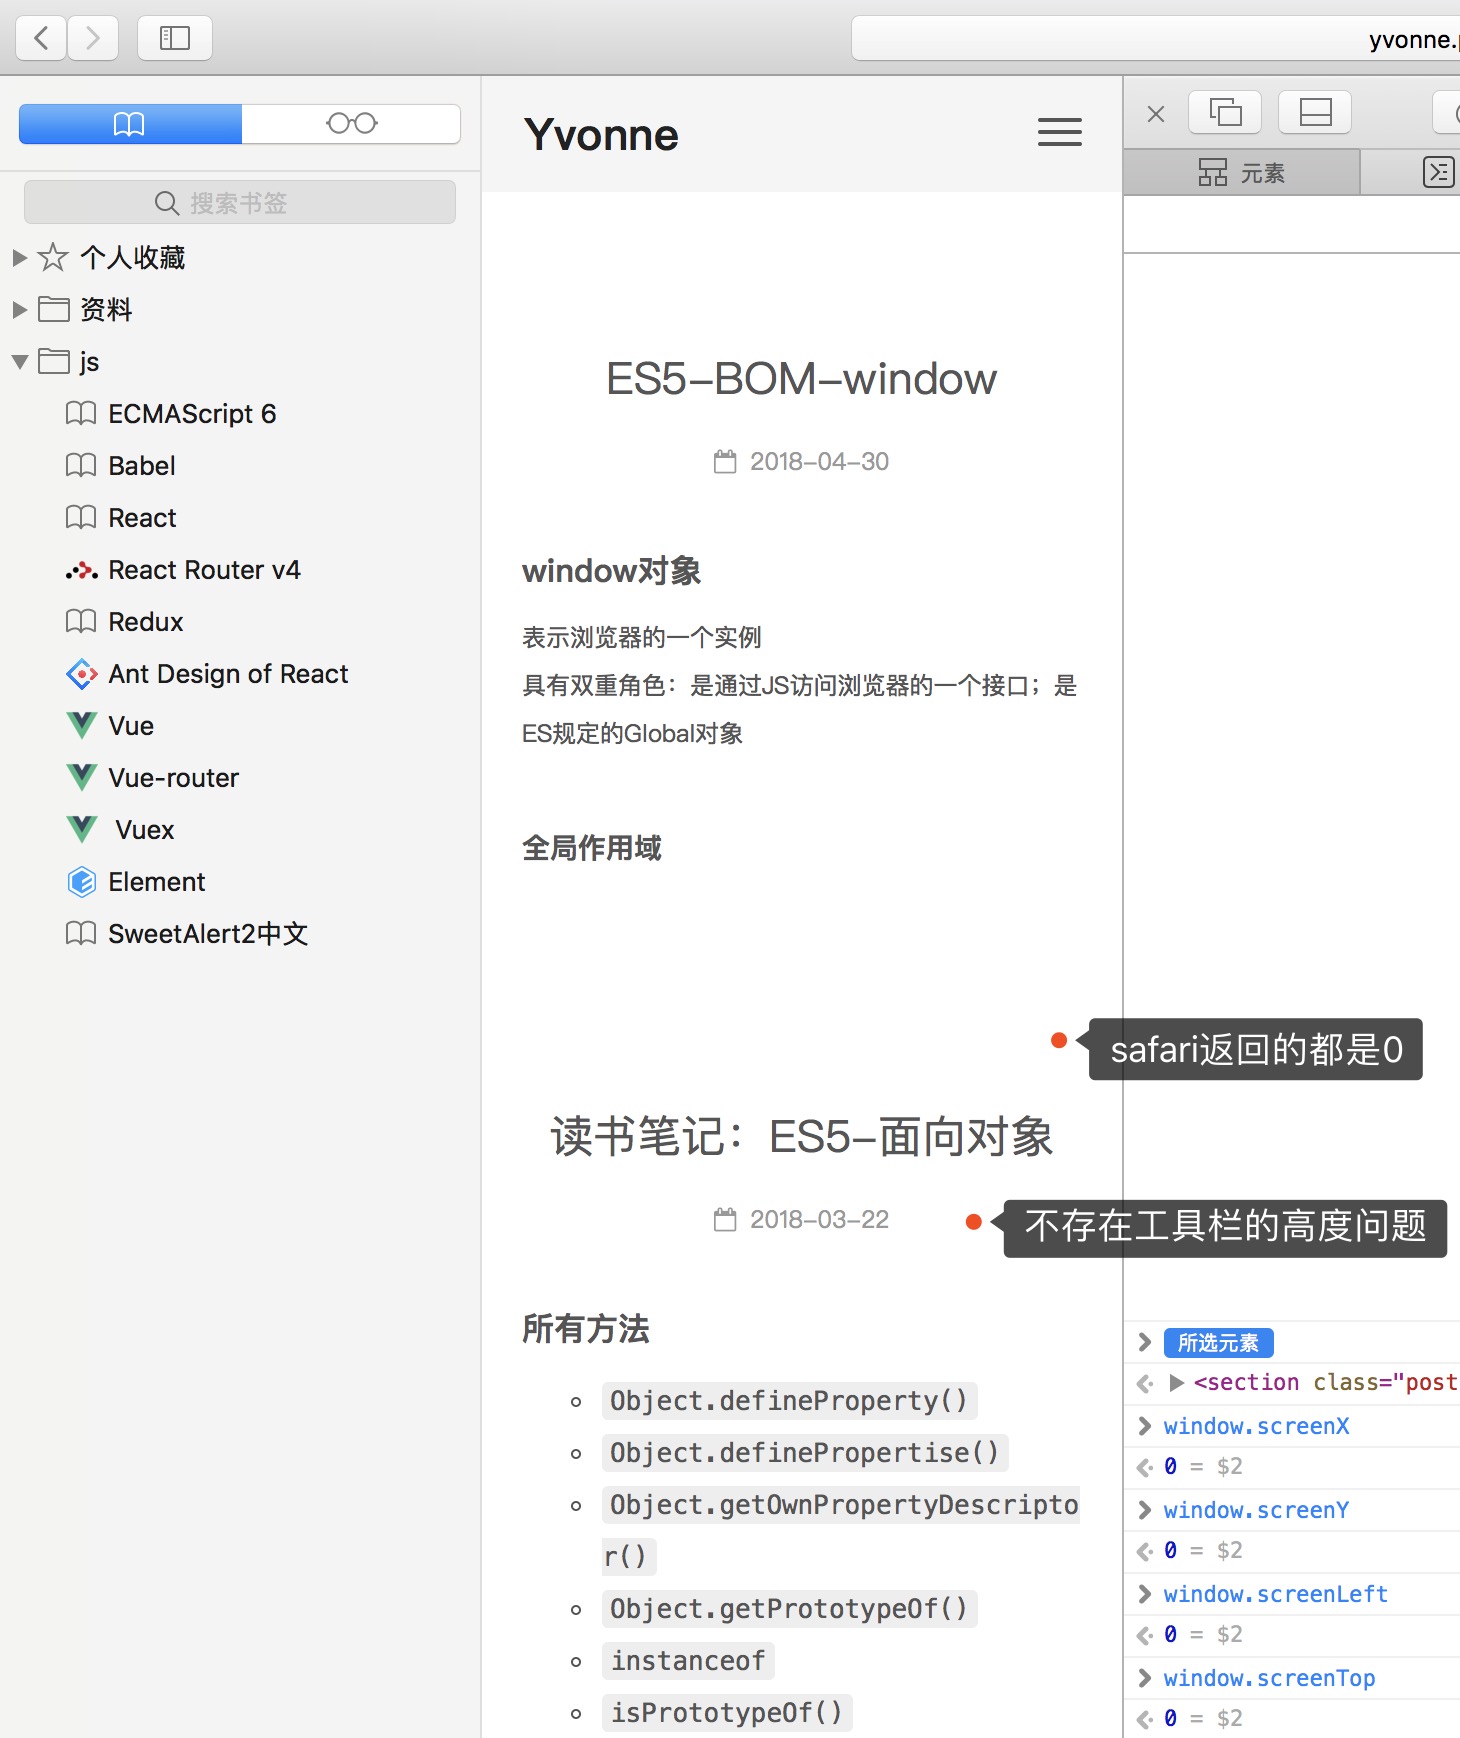 yvonne.
搜索书签
个人收藏
资料
js
ECMAScript 6
Babel
React
React Router v4
Redux
Ant Design of React
Vue
Vue-router
Vuex
Element
SweetAlert2中文
Yvonne
ES5-BOM-window
2018-04-30
window对象
表示浏览器的一个实例
具有双重角色：是通过JS访问浏览器的一个接口；是
ES规定的Global对象
全局作用域
safari返回的都是0
读书笔记：ES5-面向对象
2018-03-22
不存在工具栏的高度问题
所有方法
Object.defineProperty()
Object.definePropertise()
Object.getOwnPropertyDescripto
r()
Object.getPrototypeOf()
instanceof
isPrototypeOf()
元素
所选元素
<section class="post
window.screenX
0 = $2
window.screenY
0 = $2
window.screenLeft
0 = $2
window.screenTop
0 = $2